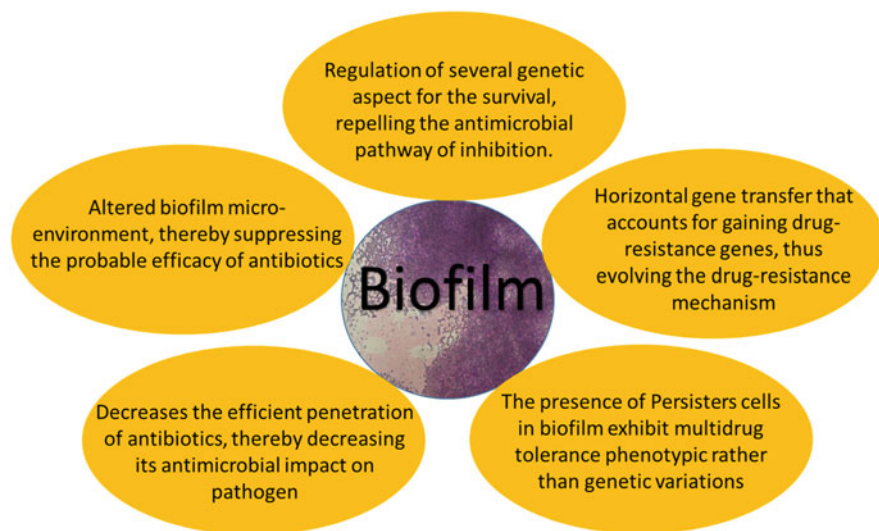 Regulation of several genetic
aspect for the survival,
repelling the antimicrobial
pathway of inhibition.
Altered biofilm micro-
environment, thereby suppressing
the probable efficacy of antibiotics
Horizontal gene transfer that
accounts for gaining drug-
resistance genes, thus
evolving the drug-resistance
mechanism
Biofilm
Decreases the efficient penetration
of antibiotics, thereby decreasing
its antimicrobial impact on
pathogen
The presence of Persisters cells
in biofilm exhibit multidrug
tolerance phenotypic rather
than genetic variations